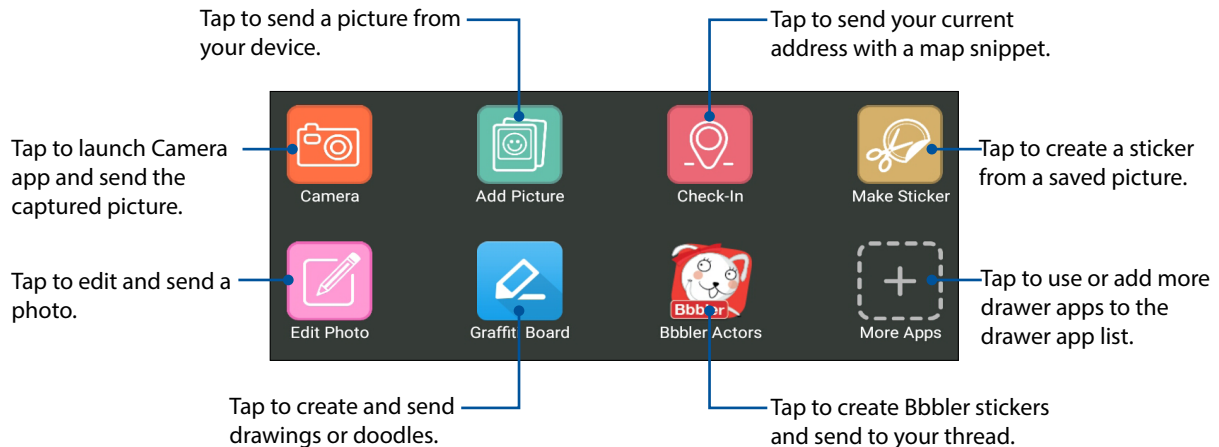 Tap to send a picture from
your device.
Tap to send your current
address with a map snippet.
Tap to launch Camera
app and send the
captured picture.
Camera
Add Picture
Check-In
Make Sticker
Tap to create a sticker
from a saved picture.
Tap to edit and send a
photo.
Bbbler
Edit Photo
Graffiti Board
Bbbler Actors
More Apps
Tap to use or add more
drawer apps to the
drawer app list.
Tap to create and send
drawings or doodles.
Tap to create Bbbler stickers
and send to your thread.